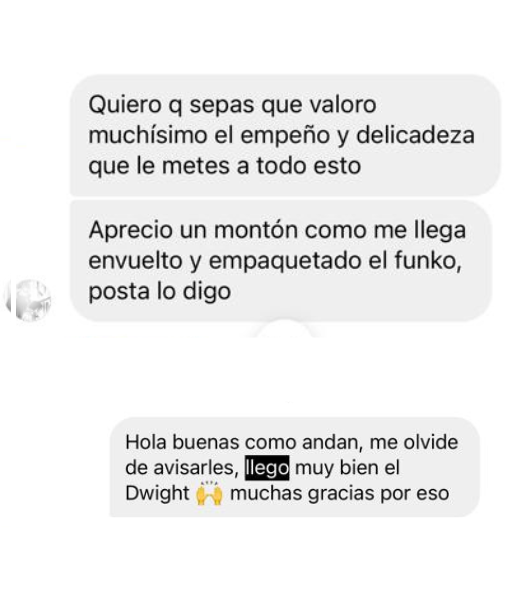 Quiero q sepas que valoro
muchísimo el empeño y delicadeza
que le metes a todo esto
Aprecio un montón como me llega
envuelto y empaquetado el funko,
posta lo digo
Hola buenas como andan, me olvide
de avisarles, llego muy bien el
Dwight 🙌 muchas gracias por eso